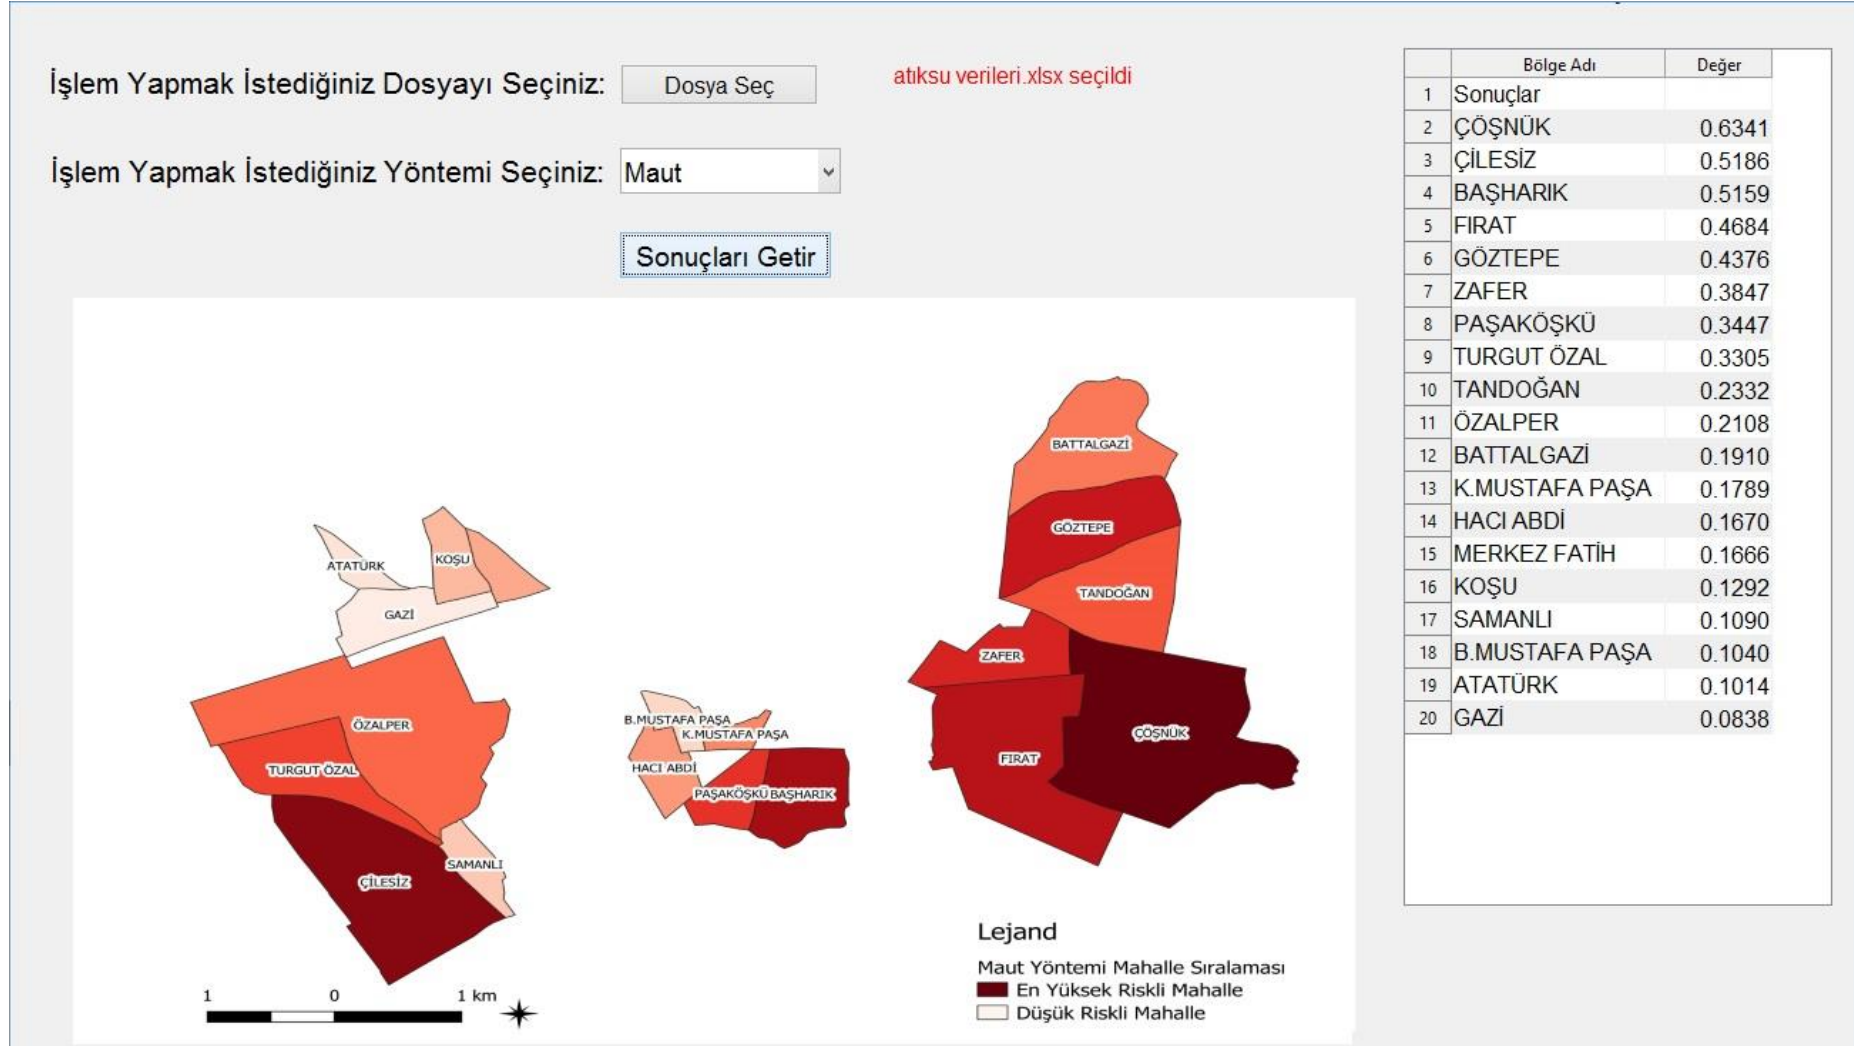 İşlem Yapmak İstediğiniz Dosyayı Seçiniz:
Dosya Seç
atıksu verileri.xlsx seçildi
İşlem Yapmak İstediğiniz Yöntemi Seçiniz:
Maut
Sonuçları Getir
BATTALGAZİ
GÖZTEPE
TANDOĞAN
ZAFER
ÇÖŞNÜK
FIRAT
ATATÜRK
KOŞU
GAZİ
ÖZALPER
TURGUT ÖZAL
SAMANLI
ÇİLESİZ
B.MUSTAFA PAŞA
K.MUSTAFA PAŞA
HACI ABDİ
PAŞAKÖŞKÜ BAŞHARIK
1 0 1 km
Lejand
Maut Yöntemi Mahalle Sıralaması
En Yüksek Riskli Mahalle
Düşük Riskli Mahalle
Bölge Adı Değer
1 Sonuçlar
2 ÇÖŞNÜK 0.6341
3 ÇİLESİZ 0.5186
4 BAŞHARIK 0.5159
5 FIRAT 0.4684
6 GÖZTEPE 0.4376
7 ZAFER 0.3847
8 PAŞAKÖŞKÜ 0.3447
9 TURGUT ÖZAL 0.3305
10 TANDOĞAN 0.2332
11 ÖZALPER 0.2108
12 BATTALGAZİ 0.1910
13 K.MUSTAFA PAŞA 0.1789
14 HACI ABDİ 0.1670
15 MERKEZ FATİH 0.1666
16 KOŞU 0.1292
17 SAMANLI 0.1090
18 B.MUSTAFA PAŞA 0.1040
19 ATATÜRK 0.1014
20 GAZİ 0.0838